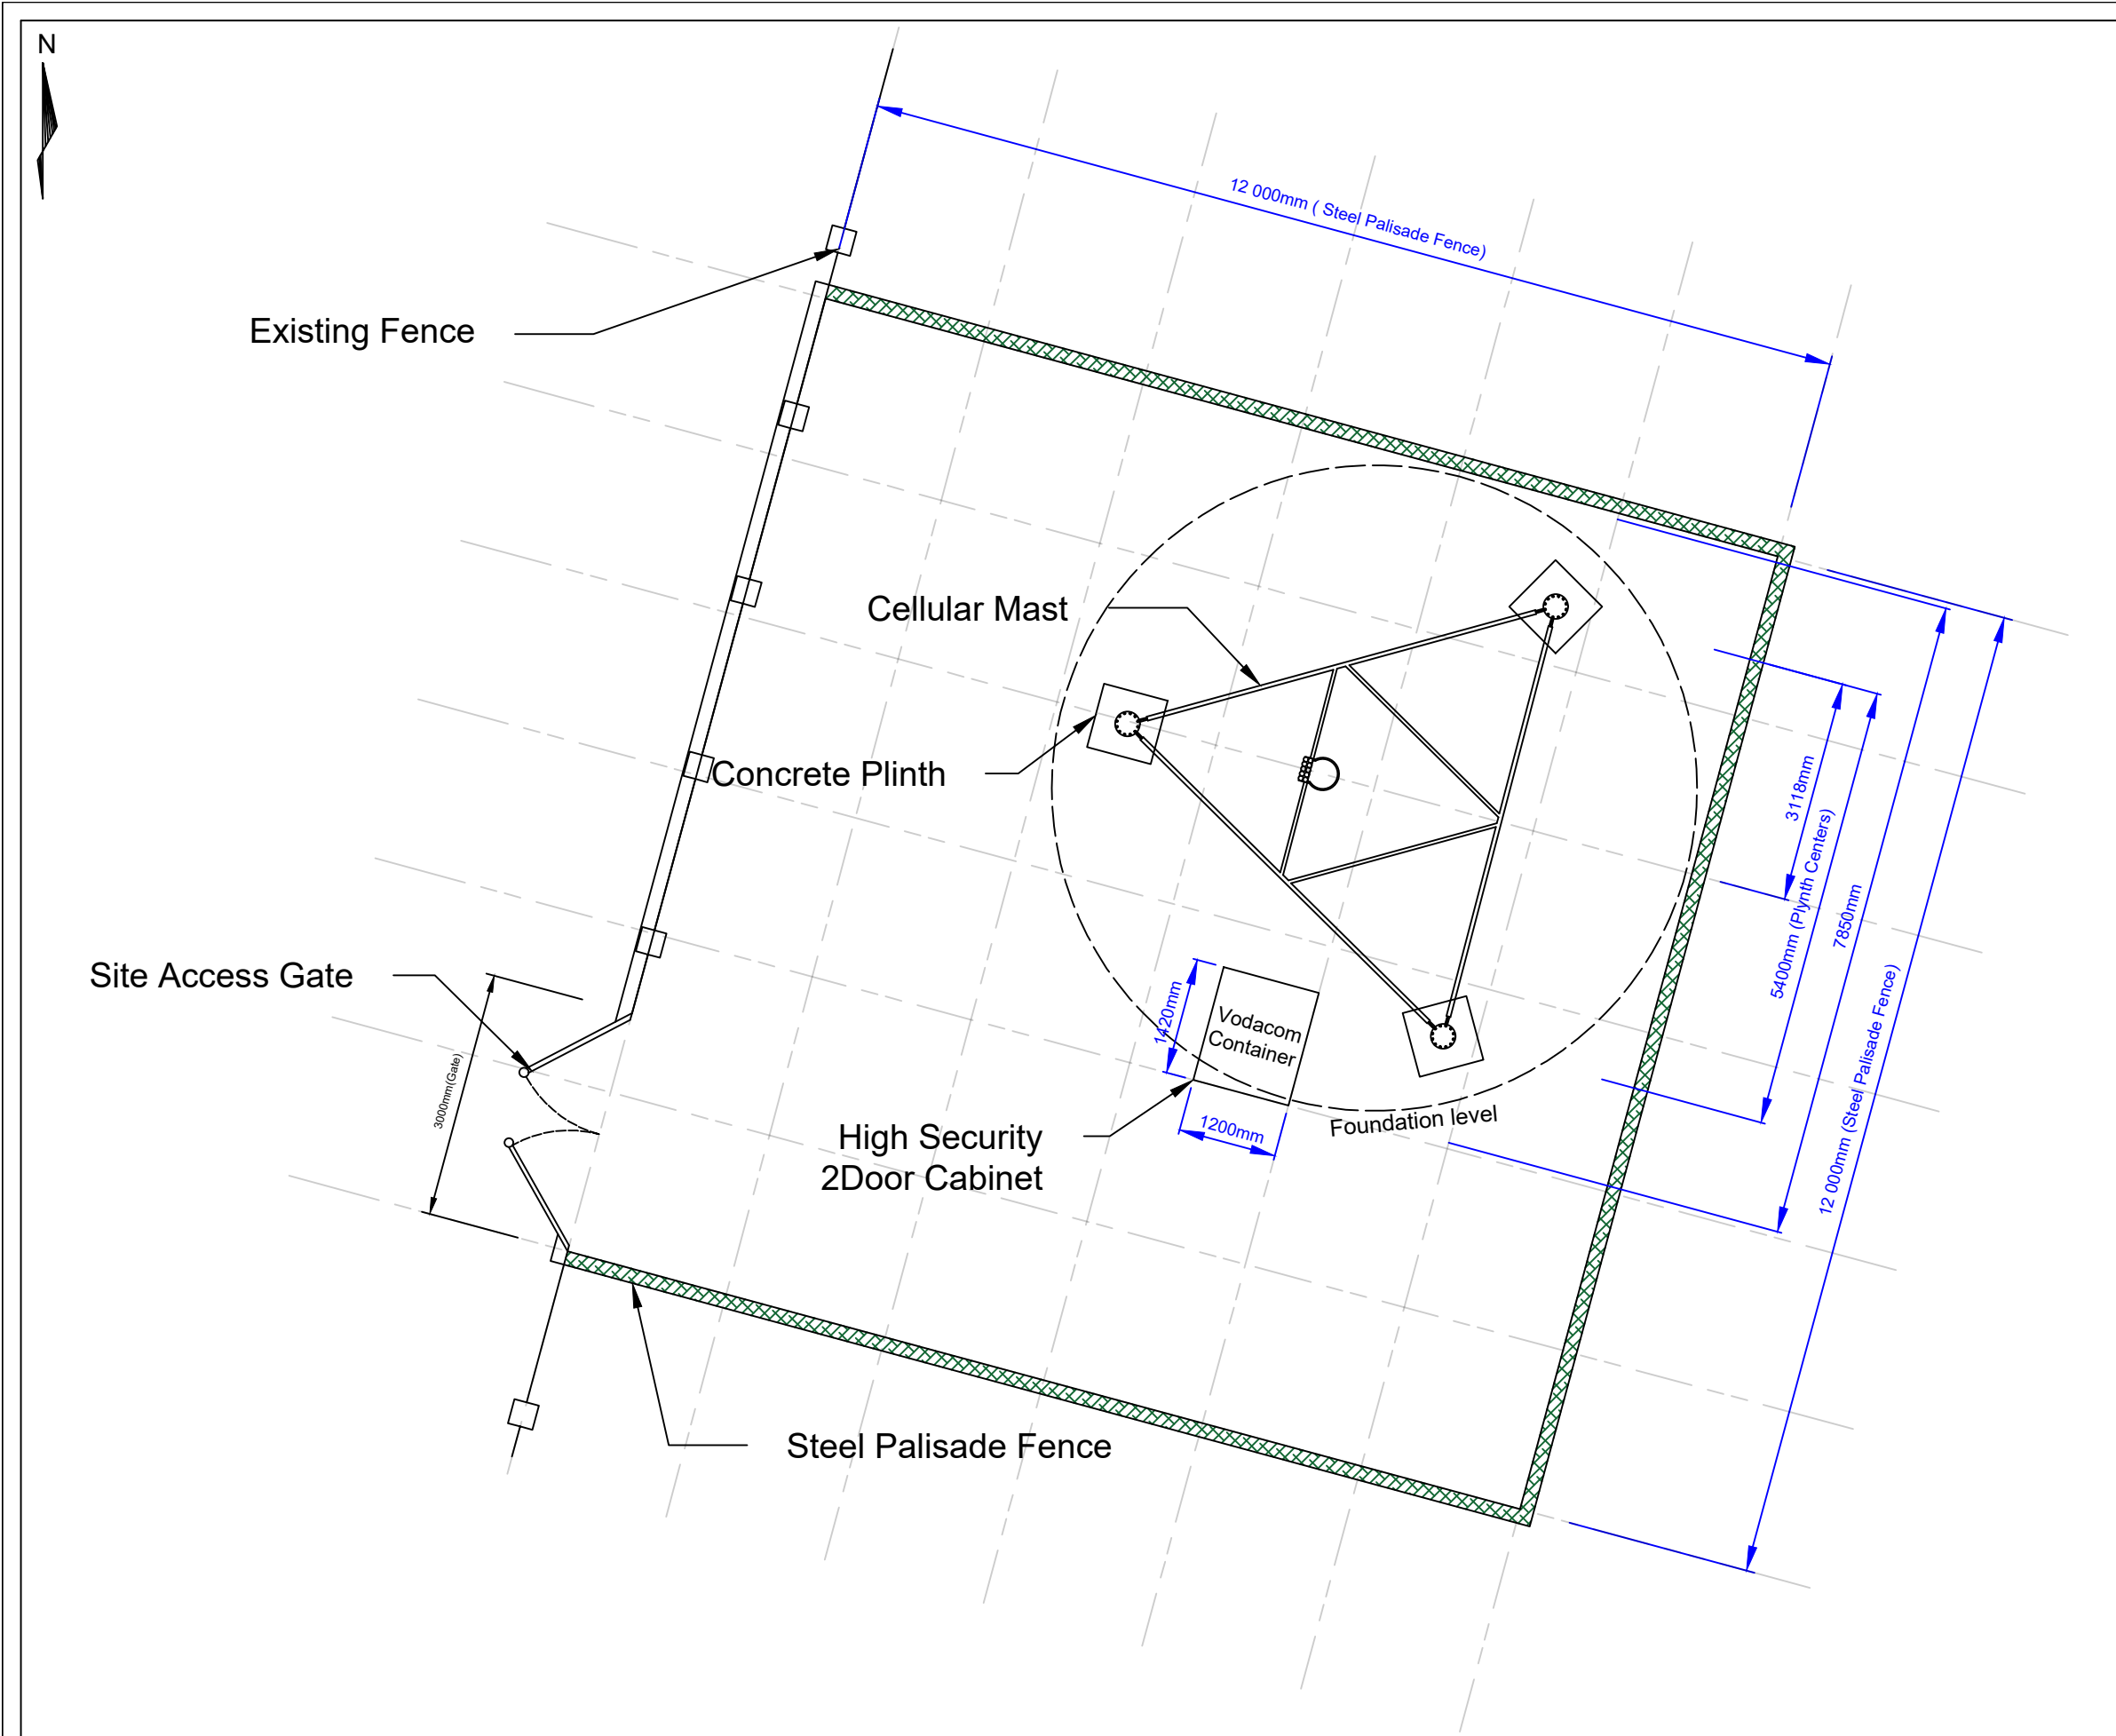 N
12 000mm ( Steel Palisade Fence)
Existing Fence
Cellular Mast
Concrete Plinth
3118mm
5400mm (Plynth Centers)
7850mm
12 000mm (Steel Palisade Fence)
Site Access Gate
3000mm(Gate)
1420mm
Vodacom
Container
1200mm
Foundation level
High Security
2Door Cabinet
Steel Palisade Fence